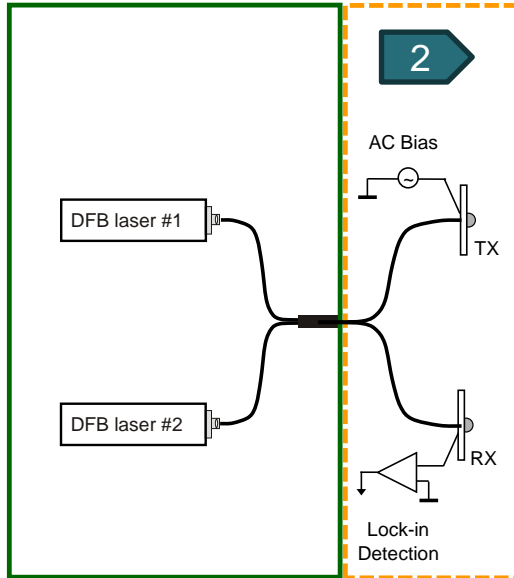 2
AC Bias
~
DFB laser #1
TX
DFB laser #2
RX
Lock-in
Detection